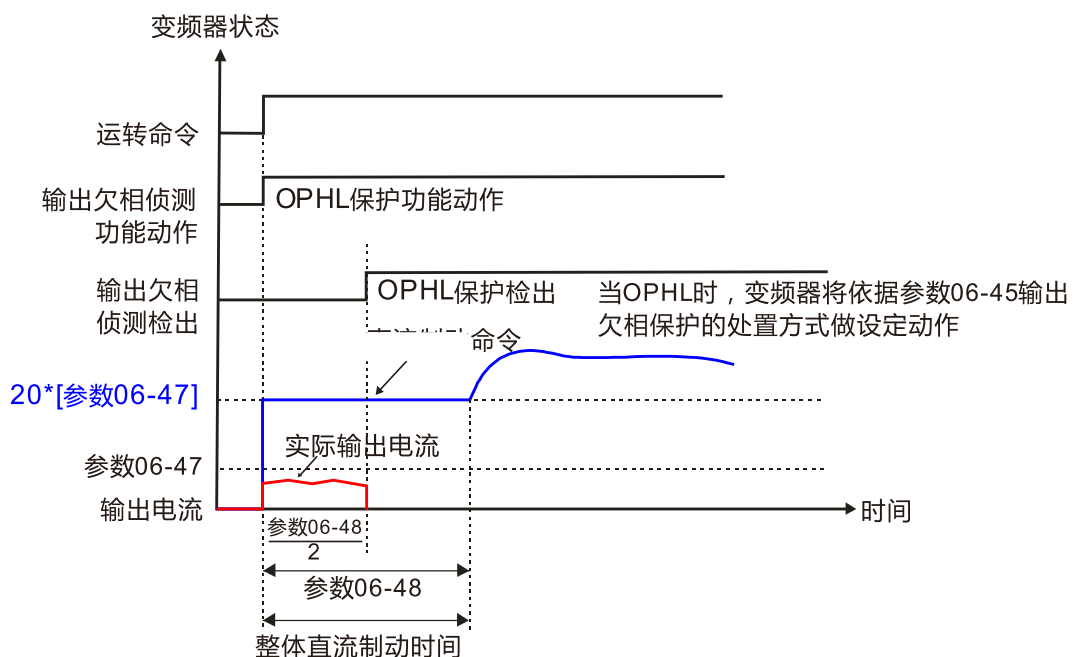 变频器状态
运转命令
输出欠相侦测
功能动作
OPHL保护功能动作
输出欠相
侦测检出
OPHL保护检出
当OPHL时，变频器将依据参数06-45输出
欠相保护的处置方式做设定动作
命令
20*[参数06-47]
实际输出电流
参数06-47
输出电流
时间
参数06-48
2
参数06-48
整体直流制动时间